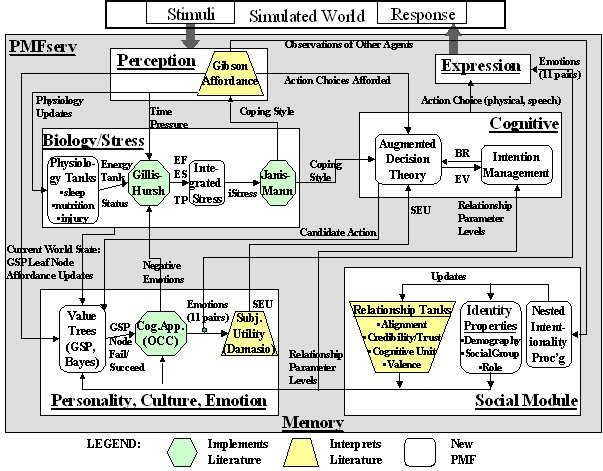 Stimuli
Simulated World
Response
PMFserv
Perception
Gibson
Affordance
Observations of Other Agents
Action Choices Afforded
Expression
Emotions
(11 pairs)
Physiology
Updates
Time
Pressure
Coping Style
Action Choice (physical, speech)
Biology/Stress
Physiolo-
gy Tanks
•sleep
•nutrition
•injury
Energy
Tank
Status
Gillis-
Hursh
EF
ES
TP
Inte-
grated
Stress
iStress
Janis-
Mann
Coping
Style
Cognitive
Augmented
Decision
Theory
BR
EV
Intention
Management
SEU
Relationship
Parameter
Levels
Candidate Action
Current World State:
GSP Leaf Node
Affordance Updates
Negative
Emotions
Value
Trees
(GSP,
Bayes)
GSP
Node
Fail/
Succeed
Cog.App.
(OCC)
Emotions
(11 pairs)
SEU
Subj.
Utility
(Damasio)
Personality, Culture, Emotion
Relationship
Parameter
Levels
Updates
Relationship Tanks
•Alignment
•Credibility/Trust
•Cognitive Unit
•Valence
Identity
Properties
•Demography
•SocialGroup
•Role
Nested
Intent-
ionality
Proc'g
Social Module
Memory
LEGEND:
Implements
Literature
Interprets
Literature
New
PMF